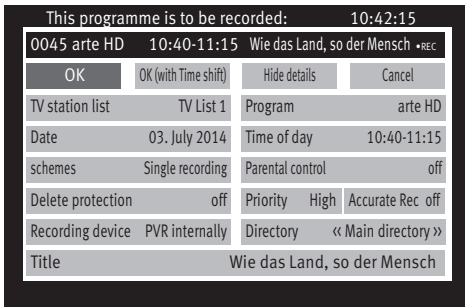 This programme is to be recorded: 10:42:15
0045 arte HD 10:40-11:15 Wie das Land, so der Mensch •REC
OK OK (with Time shift) Hide details Cancel
TV station list TV List 1 Program arte HD
Date 03. July 2014 Time of day 10:40-11:15
schemes Single recording Parental control off
Delete protection off Priority High Accurate Rec off
Recording device PVR internally Directory ‹‹ Main directory ››
Title Wie das Land, so der Mensch